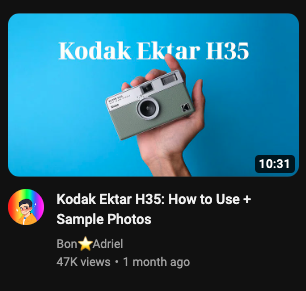 Kodak Ektar H35
10:31
Kodak Ektar H35: How to Use +
Sample Photos
Bon⭐Adriel
47K views • 1 month ago